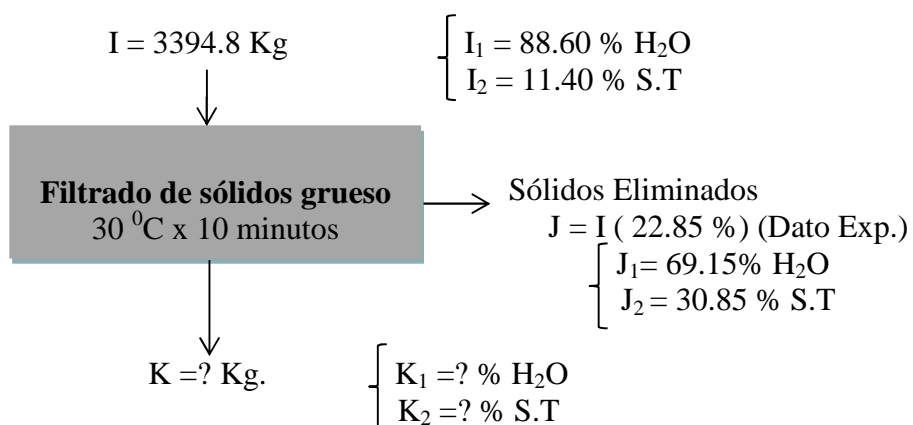 I = 3394.8 Kg
I₁ = 88.60 % H₂O
I₂ = 11.40 % S.T
Filtrado de sólidos grueso
30 ⁰C x 10 minutos
Sólidos Eliminados
J = I ( 22.85 %) (Dato Exp.)
J₁= 69.15% H₂O
J₂ = 30.85 % S.T
K =? Kg.
K₁ =? % H₂O
K₂ =? % S.T